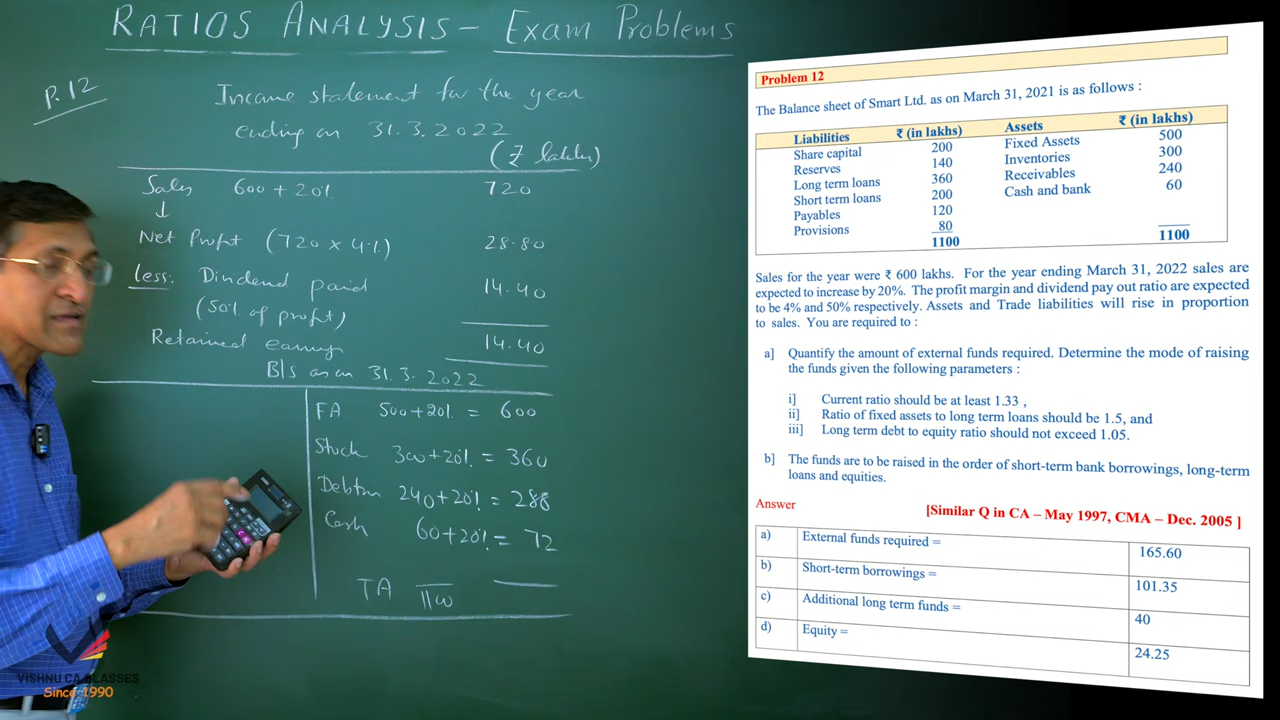 RATIOS ANALYSIS – Exam Problems
P.12
Income statement for the year
ending on 31.3.2022
(₹ lakhs)
Sales 600 + 20% 720
↓
Net Profit (720 x 4%) 28.80
Less: Dividend paid 14.40
(50% of profit)
Retained earnings 14.40
B/S as on 31.3.2022
FA 500+20% = 600
Stock 300+20% = 360
Debtors 240+20% = 288
Cash 60+20% = 72
TA 1100
VISHNU CA CLASSES
Since 1990
Problem 12
The Balance sheet of Smart Ltd. as on March 31, 2021 is as follows :
Liabilities ₹ (in lakhs) Assets ₹ (in lakhs)
Share capital 200 Fixed Assets 500
Reserves 140 Inventories 300
Long term loans 360 Receivables 240
Short term loans 200 Cash and bank 60
Payables 120
Provisions 80
1100 1100
Sales for the year were ₹ 600 lakhs. For the year ending March 31, 2022 sales are
expected to increase by 20%. The profit margin and dividend pay out ratio are expected
to be 4% and 50% respectively. Assets and Trade liabilities will rise in proportion
to sales. You are required to :
a] Quantify the amount of external funds required. Determine the mode of raising
the funds given the following parameters :
i] Current ratio should be at least 1.33 ,
ii] Ratio of fixed assets to long term loans should be 1.5, and
iii] Long term debt to equity ratio should not exceed 1.05.
b] The funds are to be raised in the order of short-term bank borrowings, long-term
loans and equities.
Answer [Similar Q in CA – May 1997, CMA – Dec. 2005 ]
a) External funds required = 165.60
b) Short-term borrowings = 101.35
c) Additional long term funds = 40
d) Equity = 24.25